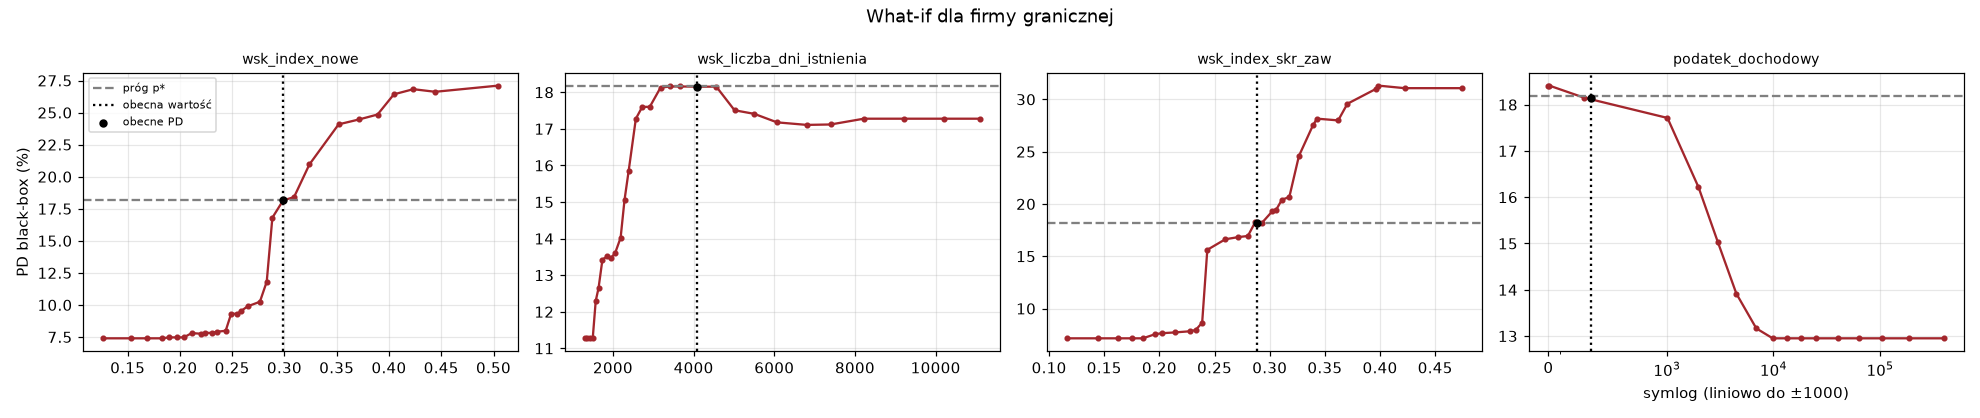 What-if dla firmy granicznej
wsk_index_nowe
PD black-box (%)
27.5
25.0
22.5
20.0
17.5
15.0
12.5
10.0
7.5
próg p*
obecna wartość
obecne PD
0.15 0.20 0.25 0.30 0.35 0.40 0.45 0.50
wsk_liczba_dni_istnienia
18
17
16
15
14
13
12
11
2000 4000 6000 8000 10000
wsk_index_skr_zaw
30
25
20
15
10
0.10 0.15 0.20 0.25 0.30 0.35 0.40 0.45
podatek_dochodowy
18
17
16
15
14
13
0 10³ 10⁴ 10⁵
symlog (liniowo do ±1000)